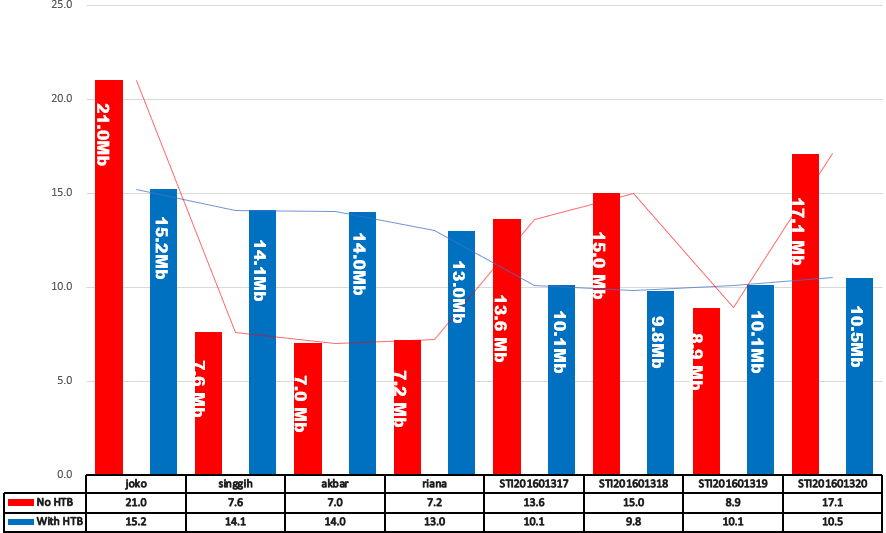 25.0
20.0
15.0
10.0
5.0
0.0
21.0Mb
15.2Mb
7.6 Mb
14.1Mb
7.0 Mb
14.0Mb
7.2 Mb
13.0Mb
13.6 Mb
10.1Mb
15.0 Mb
9.8Mb
8.9 Mb
10.1Mb
17.1 Mb
10.5Mb
joko singgih akbar riana STI201601317 STI201601318 STI201601319 STI201601320
No HTB 21.0 7.6 7.0 7.2 13.6 15.0 8.9 17.1
With HTB 15.2 14.1 14.0 13.0 10.1 9.8 10.1 10.5